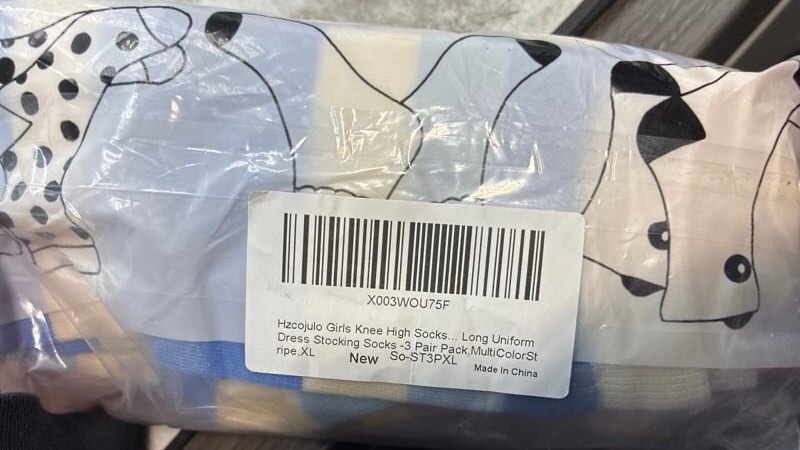 X003WOU75F
Hzcojulo Girls Knee High Socks... Long Uniform
Dress Stocking Socks -3 Pair Pack,MultiColorSt
ripe,XL
New So-ST3PXL Made In China